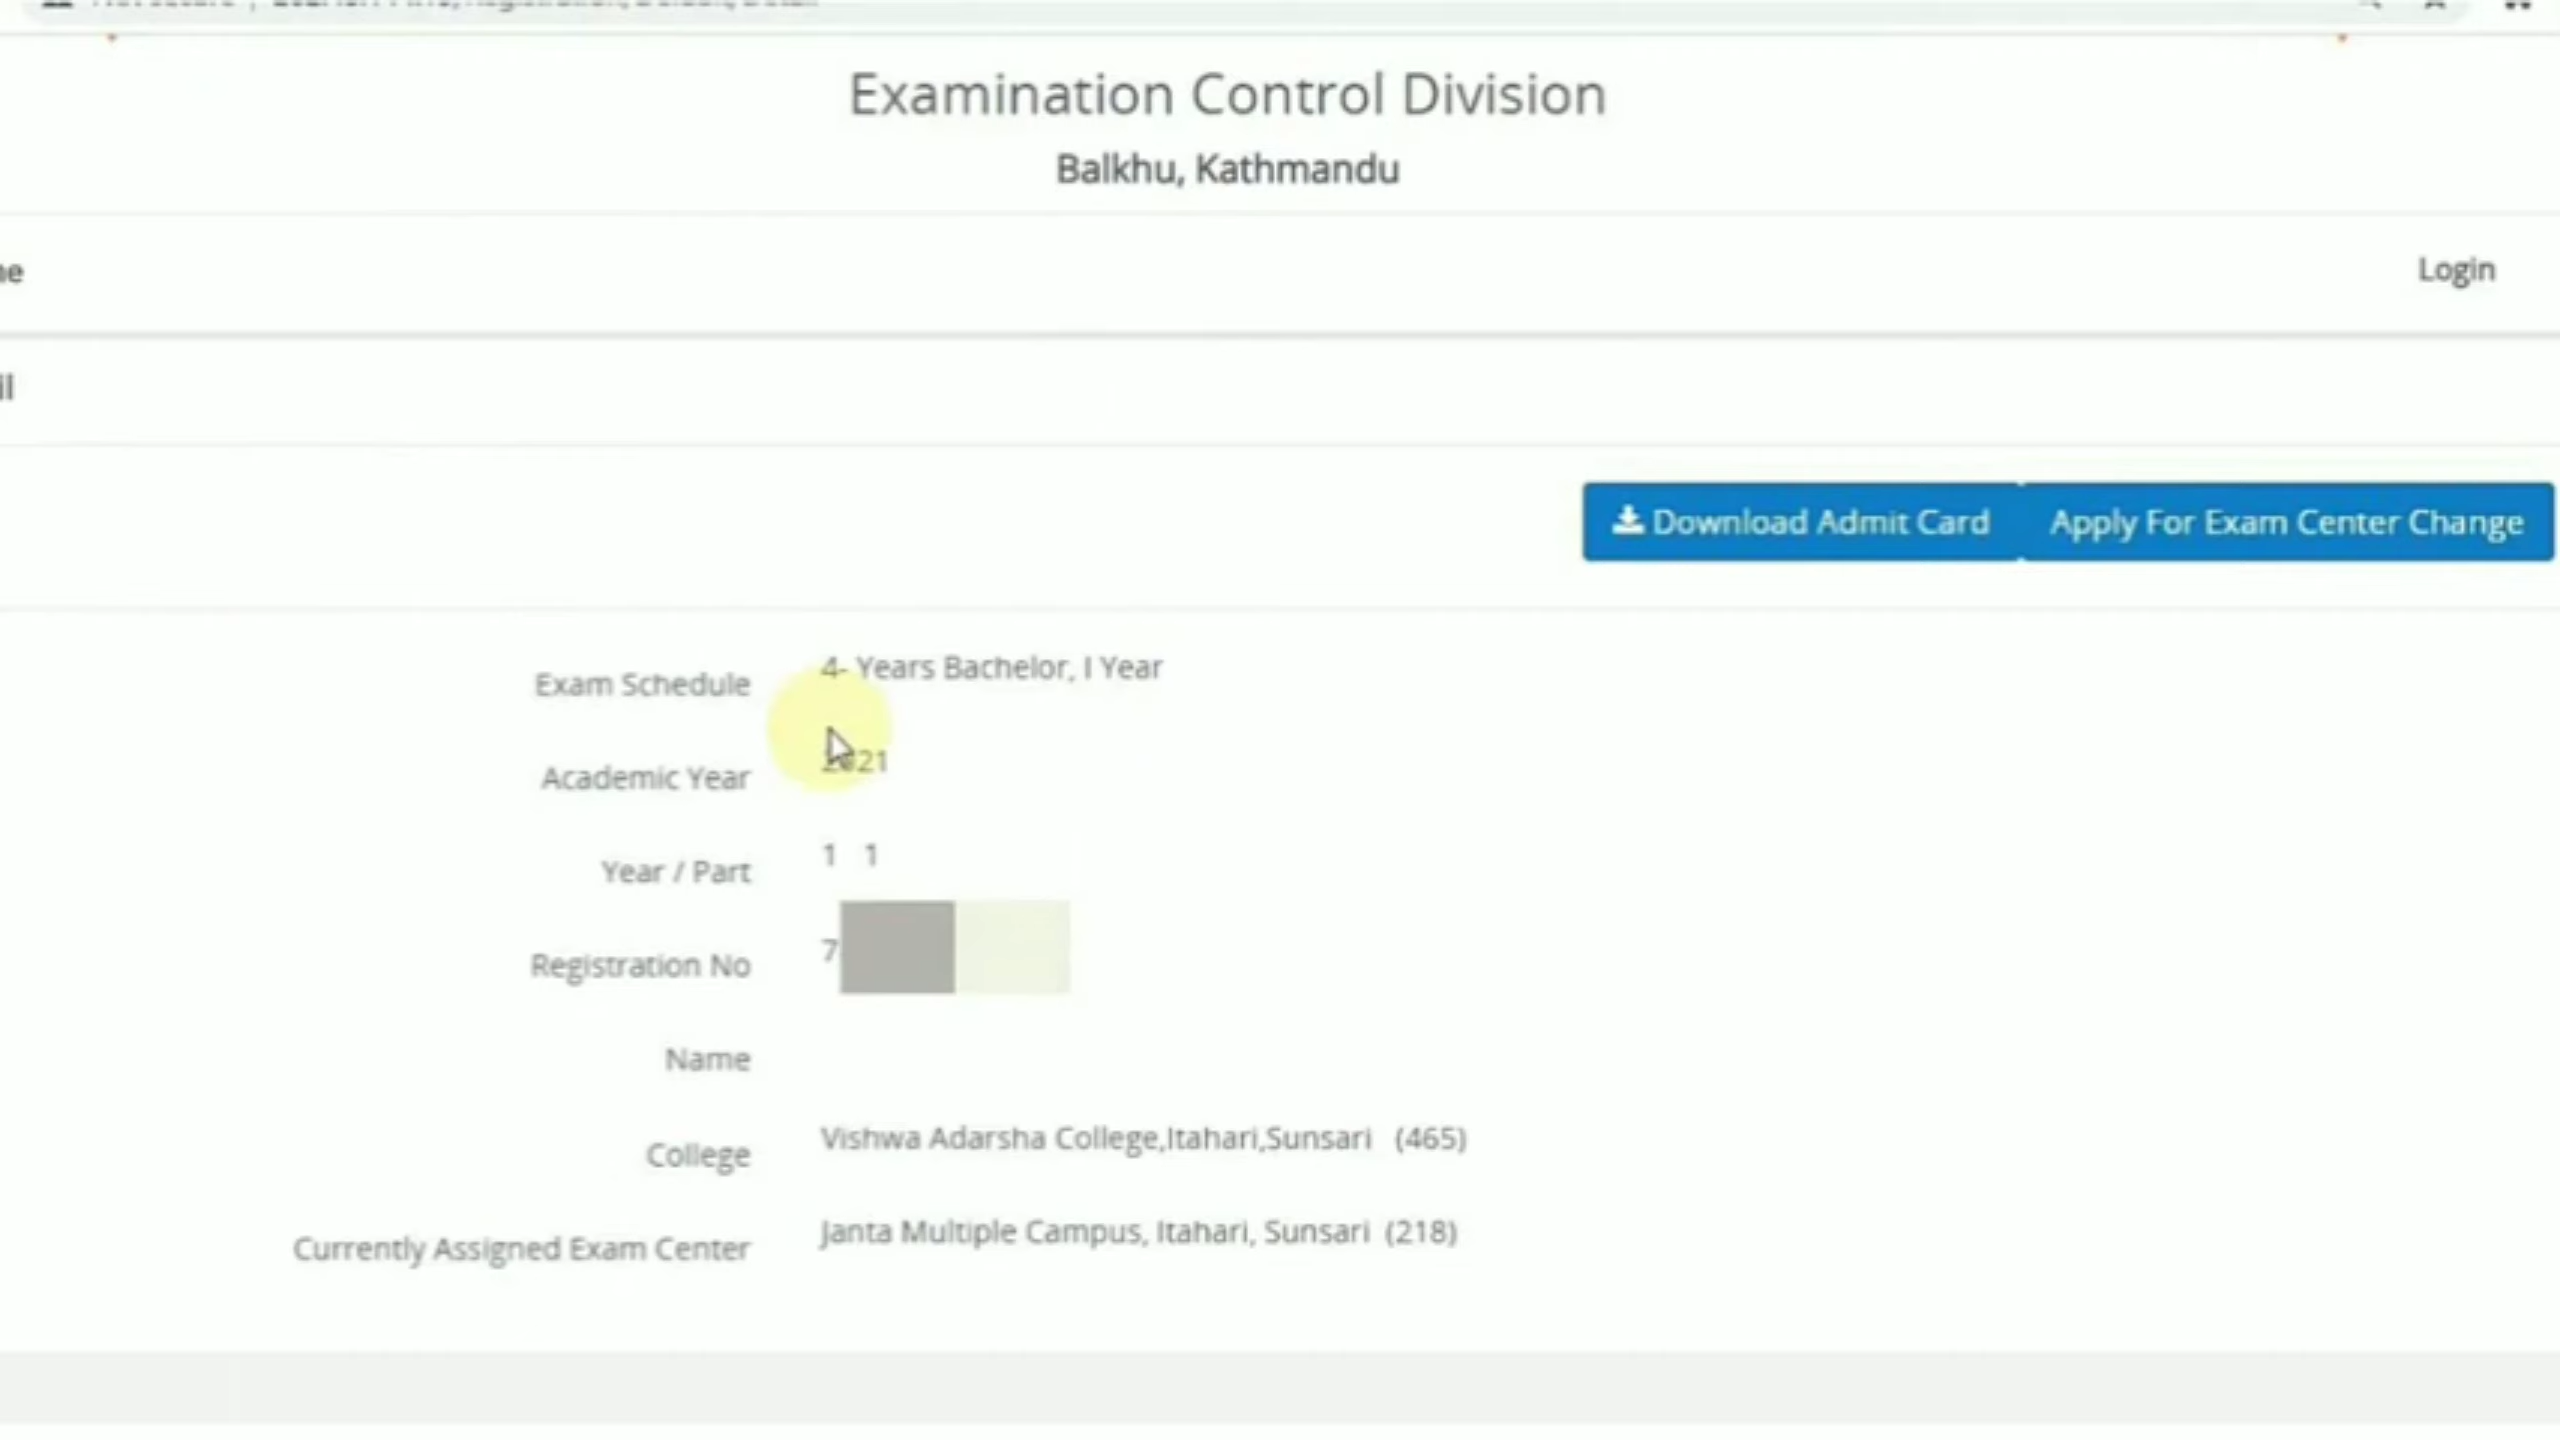 Examination Control Division
Balkhu, Kathmandu
Login
Download Admit Card
Apply For Exam Center Change
Exam Schedule 4- Years Bachelor, I Year
Academic Year 2021
Year / Part 1 1
Registration No 7
Name
College Vishwa Adarsha College,Itahari,Sunsari (465)
Currently Assigned Exam Center Janta Multiple Campus, Itahari, Sunsari (218)